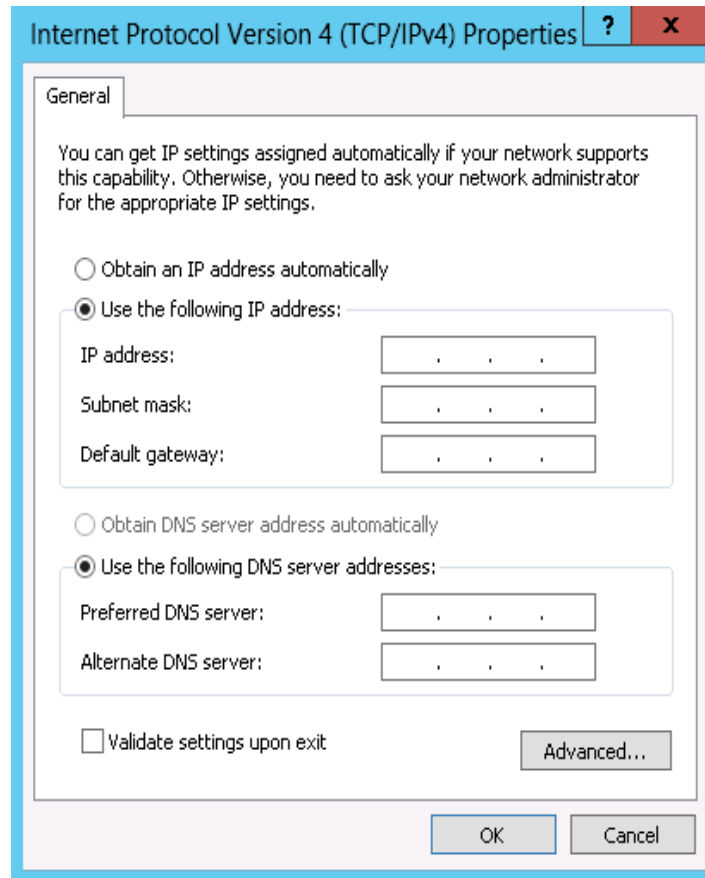 Internet Protocol Version 4 (TCP/IPv4) Properties ? x
General
You can get IP settings assigned automatically if your network supports
this capability. Otherwise, you need to ask your network administrator
for the appropriate IP settings.
Obtain an IP address automatically
Use the following IP address:
IP address: . . .
Subnet mask: . . .
Default gateway: . . .
Obtain DNS server address automatically
Use the following DNS server addresses:
Preferred DNS server: . . .
Alternate DNS server: . . .
Validate settings upon exit
Advanced...
OK Cancel